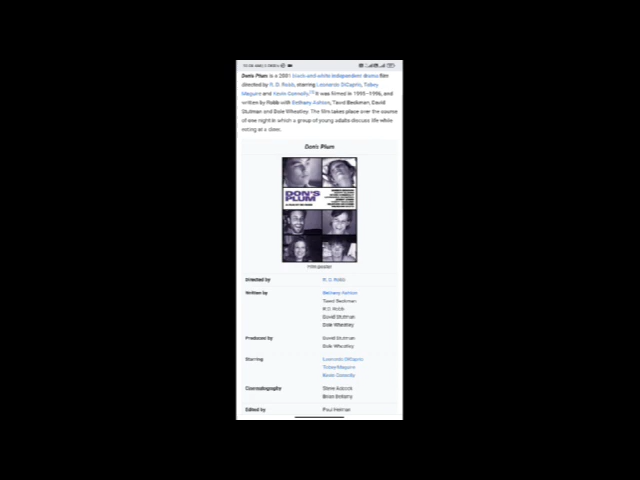 Don's Plum is a 2001 black-and-white independent drama film
directed by R. D. Robb, starring Leonardo DiCaprio, Tobey
Maguire and Kevin Connolly. It was filmed in 1995–1996, and
written by Robb with Bethany Ashton, Tawd Beckman, David
Stutman and Dale Wheatley. The film takes place over the course
of one night in which a group of young adults discuss life while
eating at a diner.
Don's Plum
DON'S
PLUM
Film poster
Directed by R. D. Robb
Written by Bethany Ashton
Tawd Beckman
R.D. Robb
David Stutman
Dale Wheatley
Produced by David Stutman
Dale Wheatley
Starring Leonardo DiCaprio
Tobey Maguire
Kevin Connolly
Cinematography Steve Adcock
Brian Bellamy
Edited by Paul Heiman